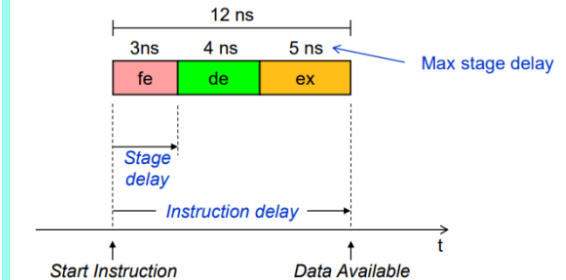 12 ns
3ns 4 ns 5 ns Max stage delay
fe de ex
Stage
delay
Instruction delay
t
Start Instruction Data Available